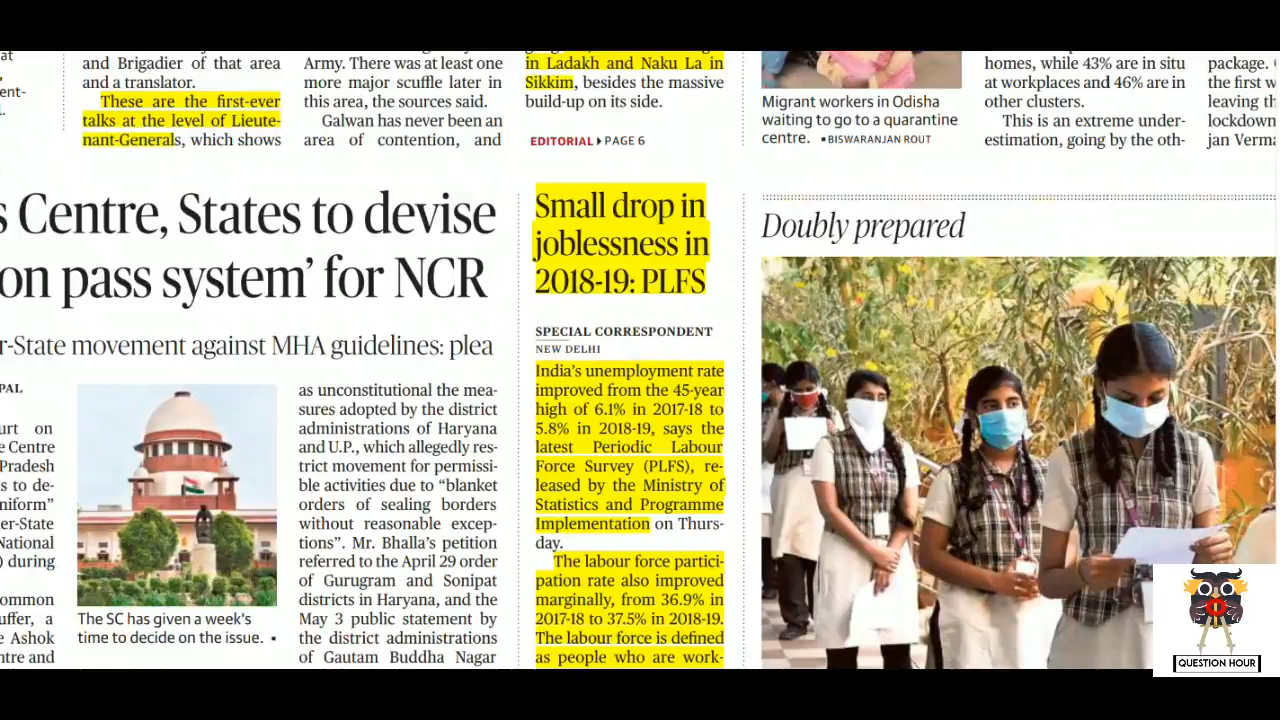 at
ent-
and Brigadier of that area
and a translator.
These are the first-ever
talks at the level of Lieute-
nant-Generals, which shows
Army. There was at least one
more major scuffle later in
this area, the sources said.
Galwan has never been an
area of contention, and
in Ladakh and Naku La in
Sikkim, besides the massive
build-up on its side.
EDITORIAL PAGE 6
Migrant workers in Odisha
waiting to go to a quarantine
centre. ▪ BISWARANJAN ROUT
homes, while 43% are in situ
at workplaces and 46% are in
other clusters.
This is an extreme under-
estimation, going by the oth-
package.
the first w
leaving th
lockdown
jan Verma
s Centre, States to devise
on pass system’ for NCR
r-State movement against MHA guidelines: plea
PAL
urt on
e Centre
Pradesh
s to de-
niform”
er-State
National
) during
ommon
uffer, a
e Ashok
ntre and
The SC has given a week's
time to decide on the issue. ▪
as unconstitutional the mea-
sures adopted by the district
administrations of Haryana
and U.P., which allegedly res-
trict movement for permissi-
ble activities due to “blanket
orders of sealing borders
without reasonable excep-
tions”. Mr. Bhalla’s petition
referred to the April 29 order
of Gurugram and Sonipat
districts in Haryana, and the
May 3 public statement by
the district administrations
of Gautam Buddha Nagar
Small drop in
joblessness in
2018-19: PLFS
SPECIAL CORRESPONDENT
NEW DELHI
India’s unemployment rate
improved from the 45-year
high of 6.1% in 2017-18 to
5.8% in 2018-19, says the
latest Periodic Labour
Force Survey (PLFS), re-
leased by the Ministry of
Statistics and Programme
Implementation on Thurs-
day.
The labour force partici-
pation rate also improved
marginally, from 36.9% in
2017-18 to 37.5% in 2018-19.
The labour force is defined
as people who are work-
Doubly prepared
QUESTION HOUR